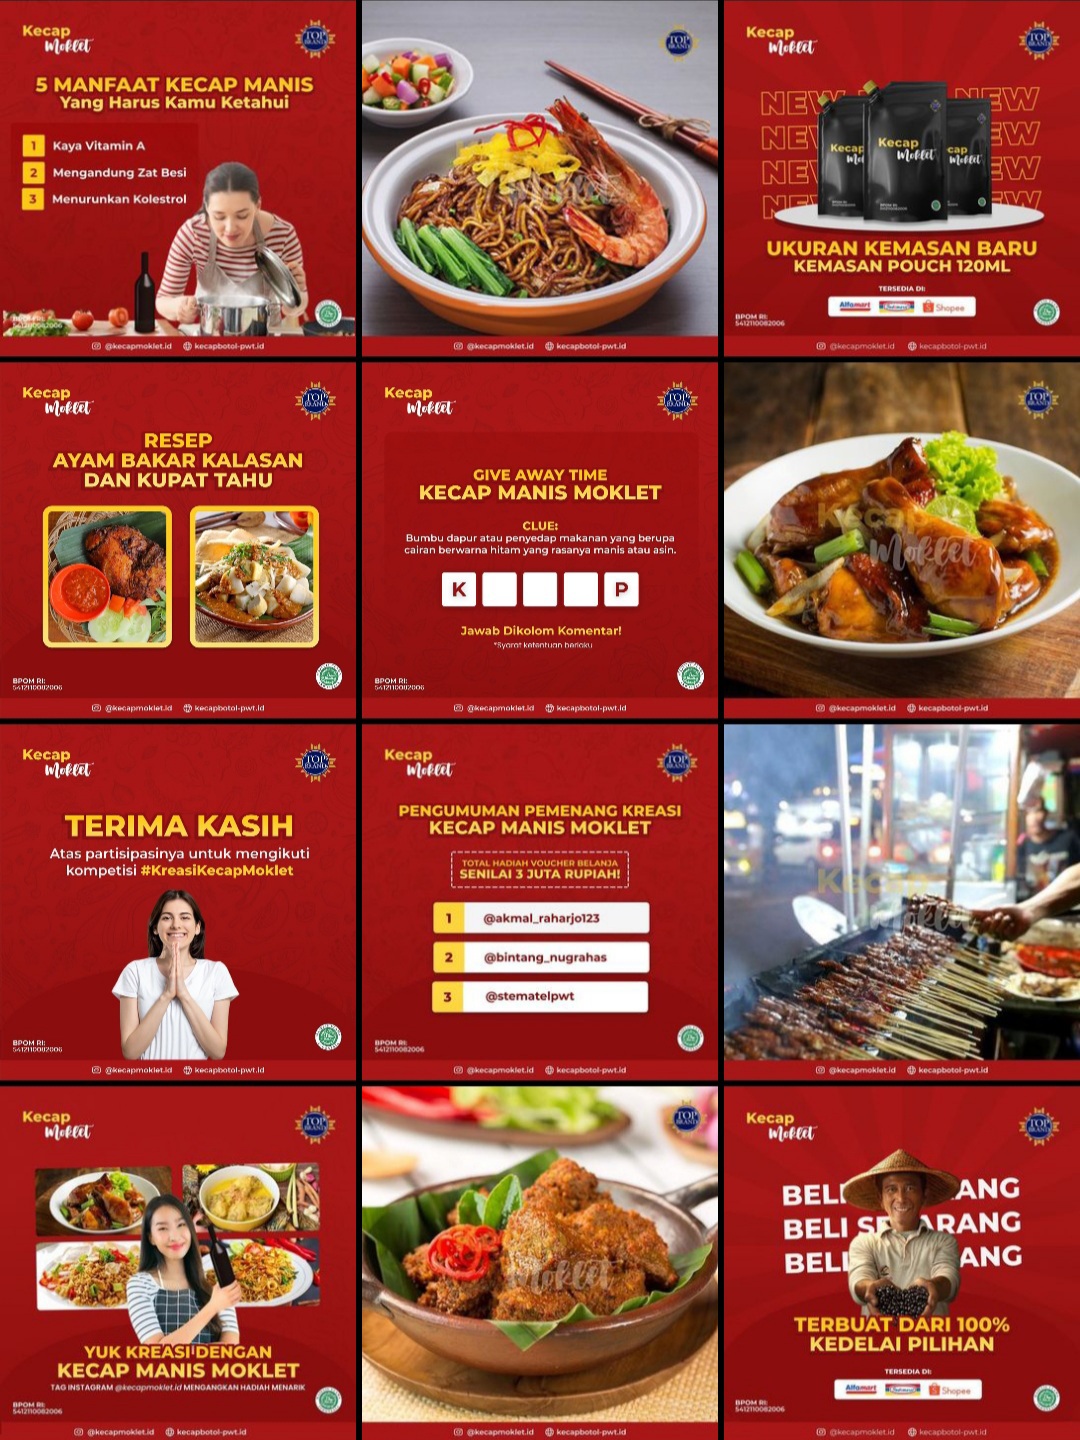 Kecap
Moklet
TOP
BRAND
5 MANFAAT KECAP MANIS
Yang Harus Kamu Ketahui
1 Kaya Vitamin A
2 Mengandung Zat Besi
3 Menurunkan Kolestrol
5412110082006
@kecapmoklet.id kecapbotol-pwt.id
TOP
BRAND
Moklet
@kecapmoklet.id kecapbotol-pwt.id
Kecap
Moklet
TOP
BRAND
NEW NEW
NEW NEW
NEW NEW
NEW NEW
Kecap
Moklet
UKURAN KEMASAN BARU
KEMASAN POUCH 120ML
TERSEDIA DI:
Alfamart Indomaret Shopee
BPOM RI:
5412110082006
@kecapmoklet.id kecapbotol-pwt.id
Kecap
Moklet
TOP
BRAND
RESEP
AYAM BAKAR KALASAN
DAN KUPAT TAHU
BPOM RI:
5412110082006
@kecapmoklet.id kecapbotol-pwt.id
Kecap
Moklet
TOP
BRAND
GIVE AWAY TIME
KECAP MANIS MOKLET
CLUE:
Bumbu dapur atau penyedap makanan yang berupa
cairan berwarna hitam yang rasanya manis atau asin.
K P
Jawab Dikolom Komentar!
*Syarat ketentuan berlaku
BPOM RI:
5412110082006
@kecapmoklet.id kecapbotol-pwt.id
TOP
BRAND
Kecap
Moklet
@kecapmoklet.id kecapbotol-pwt.id
Kecap
Moklet
TOP
BRAND
TERIMA KASIH
Atas partisipasinya untuk mengikuti
kompetisi #KreasiKecapMoklet
BPOM RI:
5412110082006
@kecapmoklet.id kecapbotol-pwt.id
Kecap
Moklet
TOP
BRAND
PENGUMUMAN PEMENANG KREASI
KECAP MANIS MOKLET
TOTAL HADIAH VOUCHER BELANJA
SENILAI 3 JUTA RUPIAH!
1 @akmal_raharjo123
2 @bintang_nugrahas
3 @stematelpwt
BPOM RI:
5412110082006
@kecapmoklet.id kecapbotol-pwt.id
Kecap
Moklet
@kecapmoklet.id kecapbotol-pwt.id
Kecap
Moklet
TOP
BRAND
YUK KREASI DENGAN
KECAP MANIS MOKLET
TAG INSTAGRAM @kecapmoklet.id MENGANGKAN HADIAH MENARIK
BPOM RI:
5412110082006
@kecapmoklet.id kecapbotol-pwt.id
TOP
BRAND
Moklet
@kecapmoklet.id kecapbotol-pwt.id
Kecap
Moklet
TOP
BRAND
BELI SEKARANG
BELI SEKARANG
BELI SEKARANG
TERBUAT DARI 100%
KEDELAI PILIHAN
TERSEDIA DI:
Alfamart Indomaret Shopee
BPOM RI:
5412110082006
@kecapmoklet.id kecapbotol-pwt.id